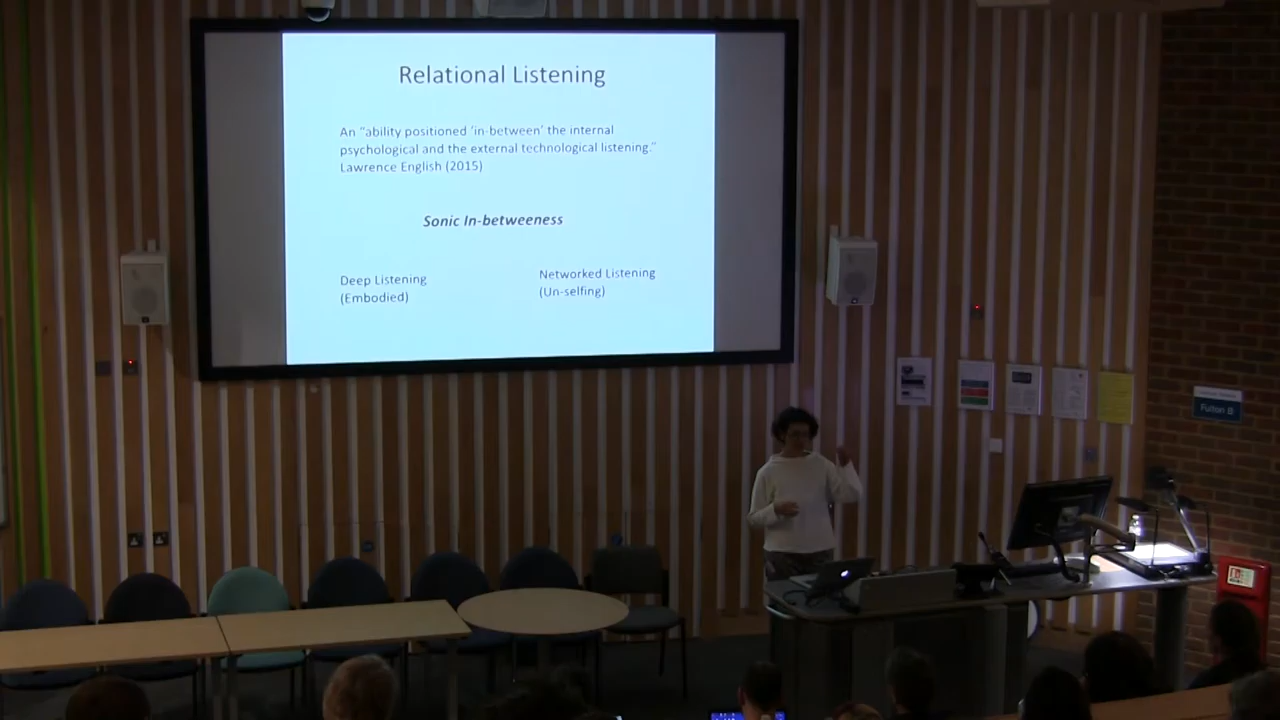 Relational Listening
An “ability positioned ‘in-between’ the internal
psychological and the external technological listening.”
Lawrence English (2015)
Sonic In-betweeness
Deep Listening
(Embodied)
Networked Listening
(Un-selfing)
Fulton B